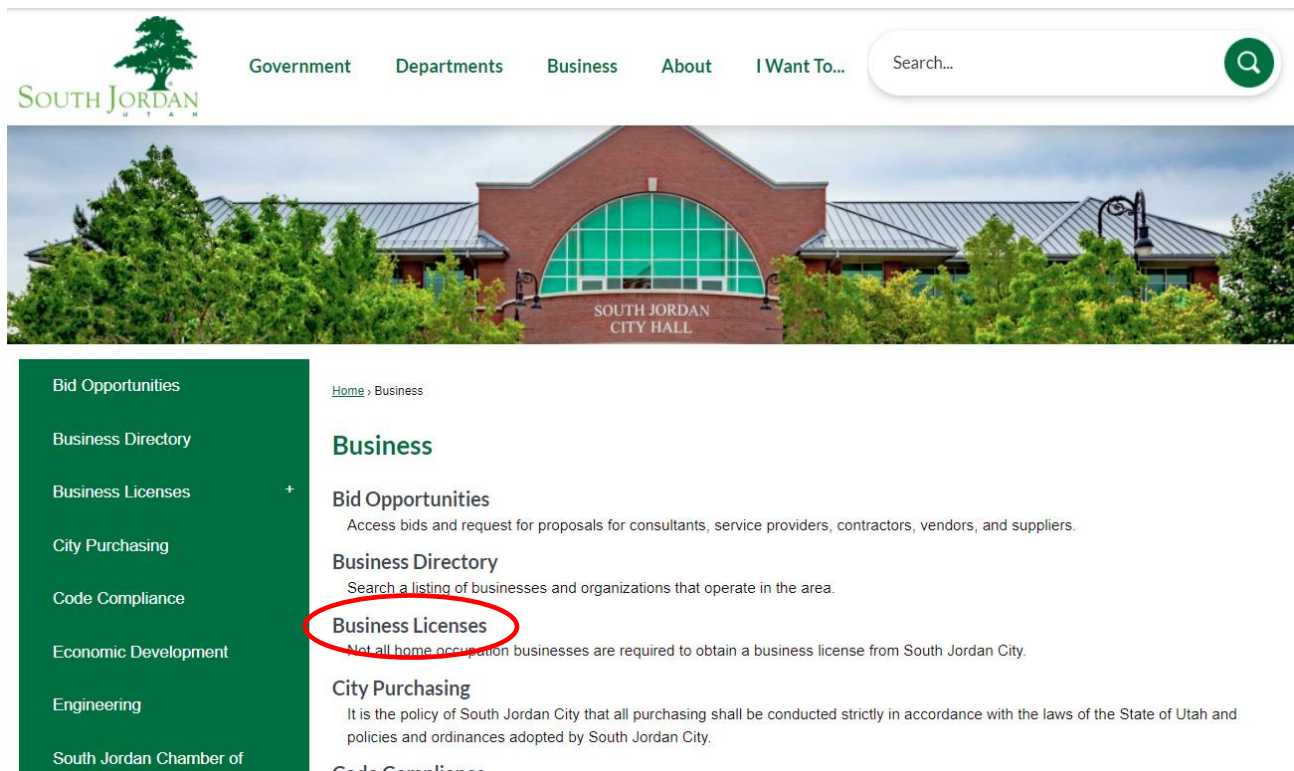 SOUTH JORDAN
UTAH
Government Departments Business About I Want To... Search...
SOUTH JORDAN
CITY HALL
Bid Opportunities
Business Directory
Business Licenses +
City Purchasing
Code Compliance
Economic Development
Engineering
South Jordan Chamber of
Home › Business
Business
Bid Opportunities
Access bids and request for proposals for consultants, service providers, contractors, vendors, and suppliers.
Business Directory
Search a listing of businesses and organizations that operate in the area.
Business Licenses
Not all home occupation businesses are required to obtain a business license from South Jordan City.
City Purchasing
It is the policy of South Jordan City that all purchasing shall be conducted strictly in accordance with the laws of the State of Utah and
policies and ordinances adopted by South Jordan City.
Code Compliance